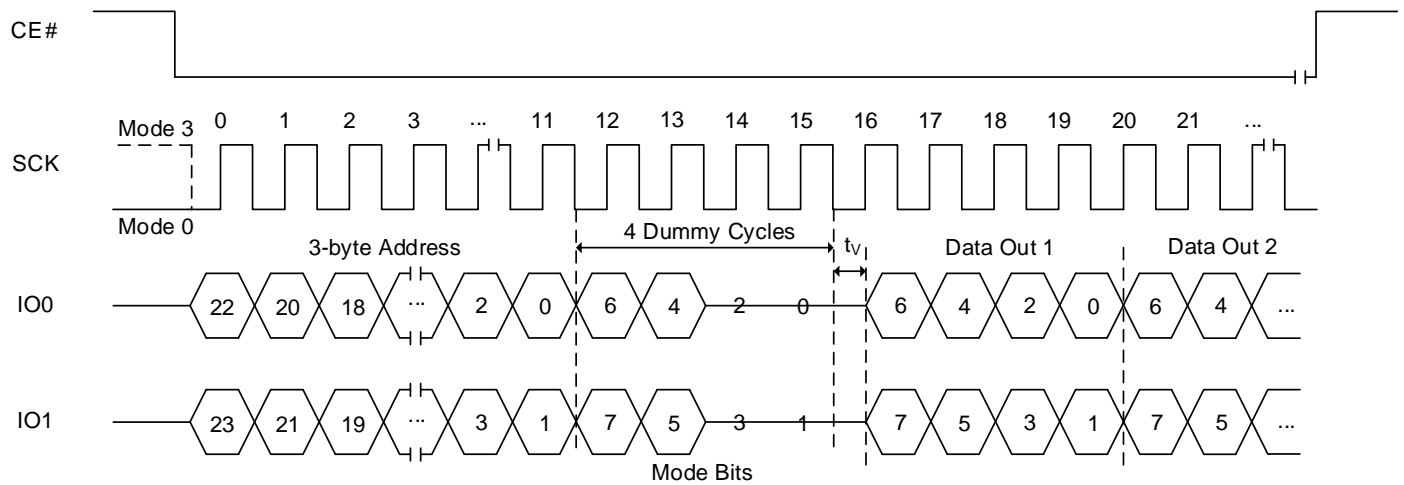 CE#
Mode 3
0 1 2 3 ... 11 12 13 14 15 16 17 18 19 20 21 ...
SCK
Mode 0
3-byte Address
4 Dummy Cycles
tV
Data Out 1
Data Out 2
IO0
22 20 18 ... 2 0 6 4 2 0 6 4 2 0 6 4 ...
IO1
23 21 19 ... 3 1 7 5 3 1 7 5 3 1 7 5 ...
Mode Bits